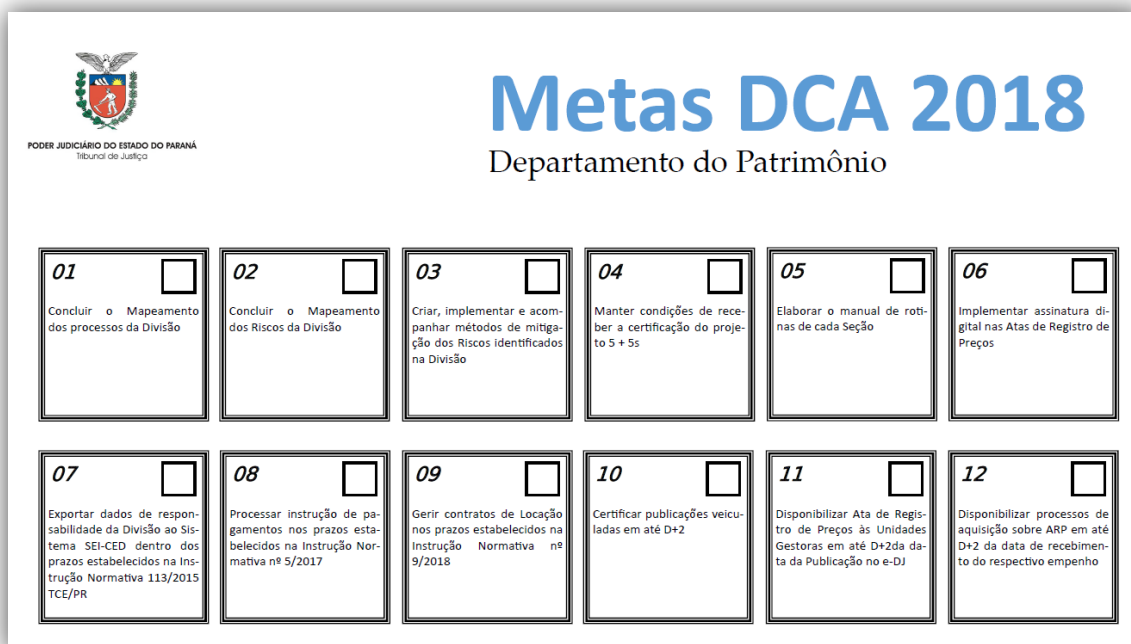 Metas DCA 2018
Departamento do Patrimônio
PODER JUDICIÁRIO DO ESTADO DO PARANÁ
Tribunal de Justiça
01
Concluir o Mapeamento
dos processos da Divisão
02
Concluir o Mapeamento
dos Riscos da Divisão
03
Criar, implementar e acom-
panhar métodos de mitiga-
ção dos Riscos identificados
na Divisão
04
Manter condições de rece-
ber a certificação do proje-
to 5 + 5s
05
Elaborar o manual de roti-
nas de cada Seção
06
Implementar assinatura di-
gital nas Atas de Registro de
Preços
07
Exportar dados de respon-
sabilidade da Divisão ao Sis-
tema SEI-CED dentro dos
prazos estabelecidos na Ins-
trução Normativa 113/2015
TCE/PR
08
Processar instrução de pa-
gamentos nos prazos esta-
belecidos na Instrução Nor-
mativa nº 5/2017
09
Gerir contratos de Locação
nos prazos estabelecidos na
Instrução Normativa nº
9/2018
10
Certificar publicações veicu-
ladas em até D+2
11
Disponibilizar Ata de Regis-
tro de Preços às Unidades
Gestoras em até D+2da da-
ta da Publicação no e-DJ
12
Disponibilizar processos de
aquisição sobre ARP em até
D+2 da data de recebimen-
to do respectivo empenho